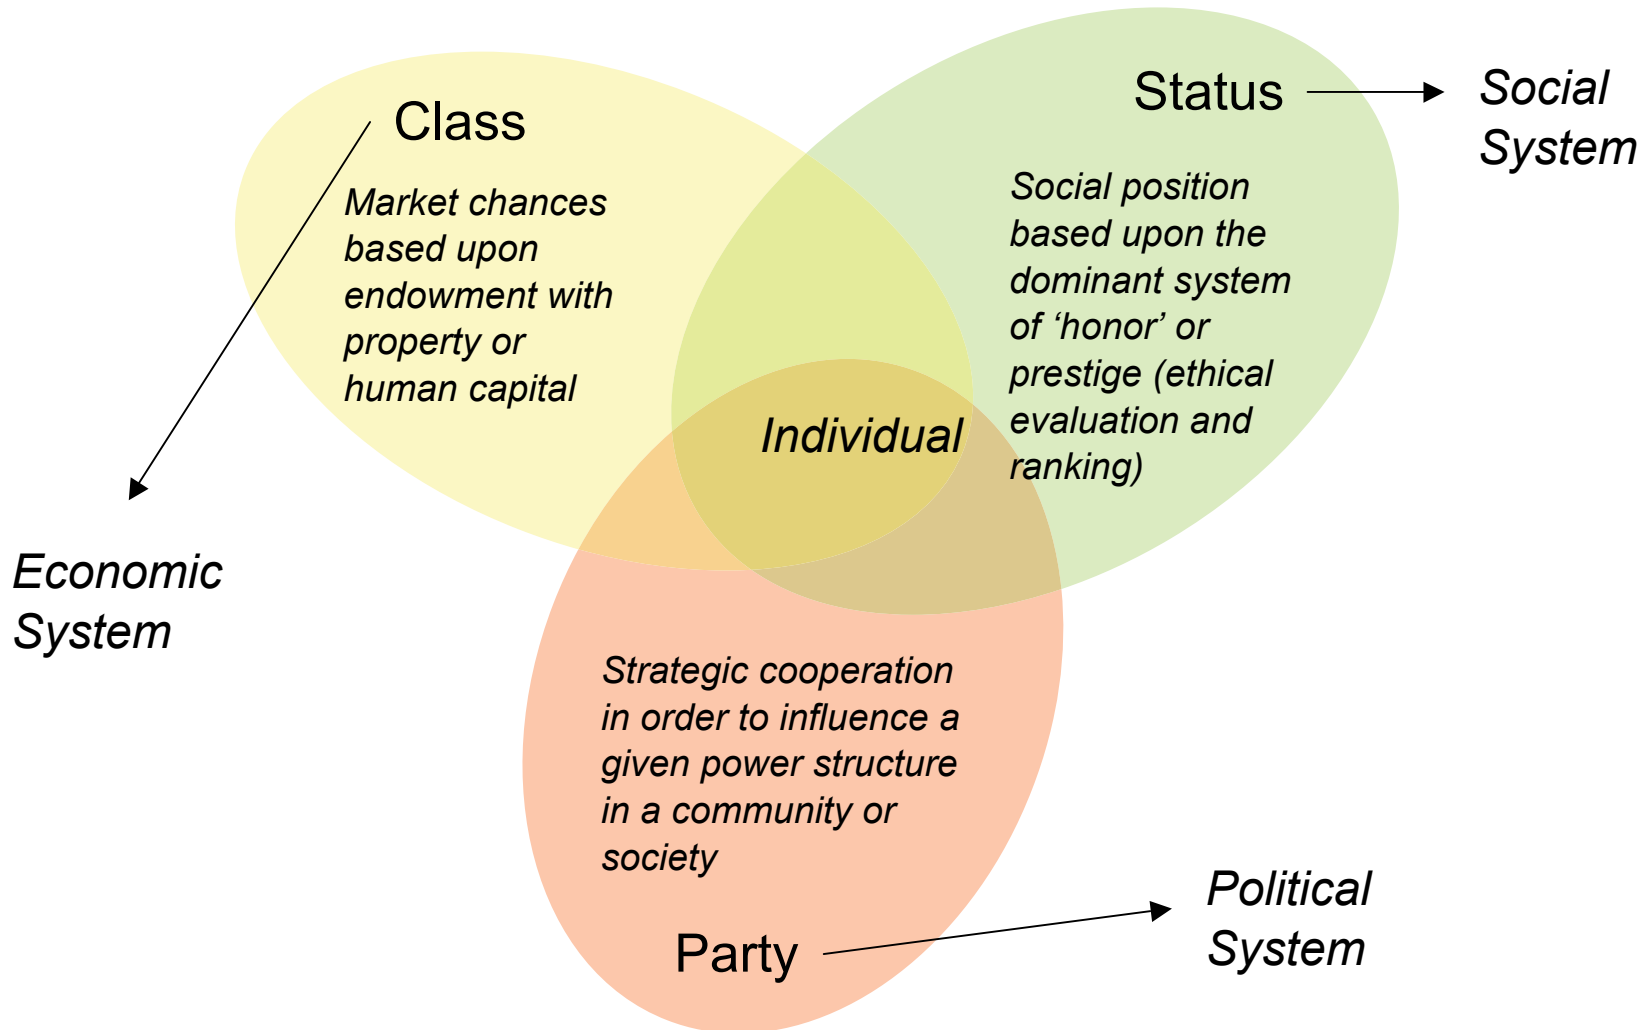 Class
Market chances
based upon
endowment with
property or
human capital
Status
Social
System
Social position
based upon the
dominant system
of ‘honor’ or
prestige (ethical
evaluation and
ranking)
Individual
Economic
System
Strategic cooperation
in order to influence a
given power structure
in a community or
society
Party
Political
System